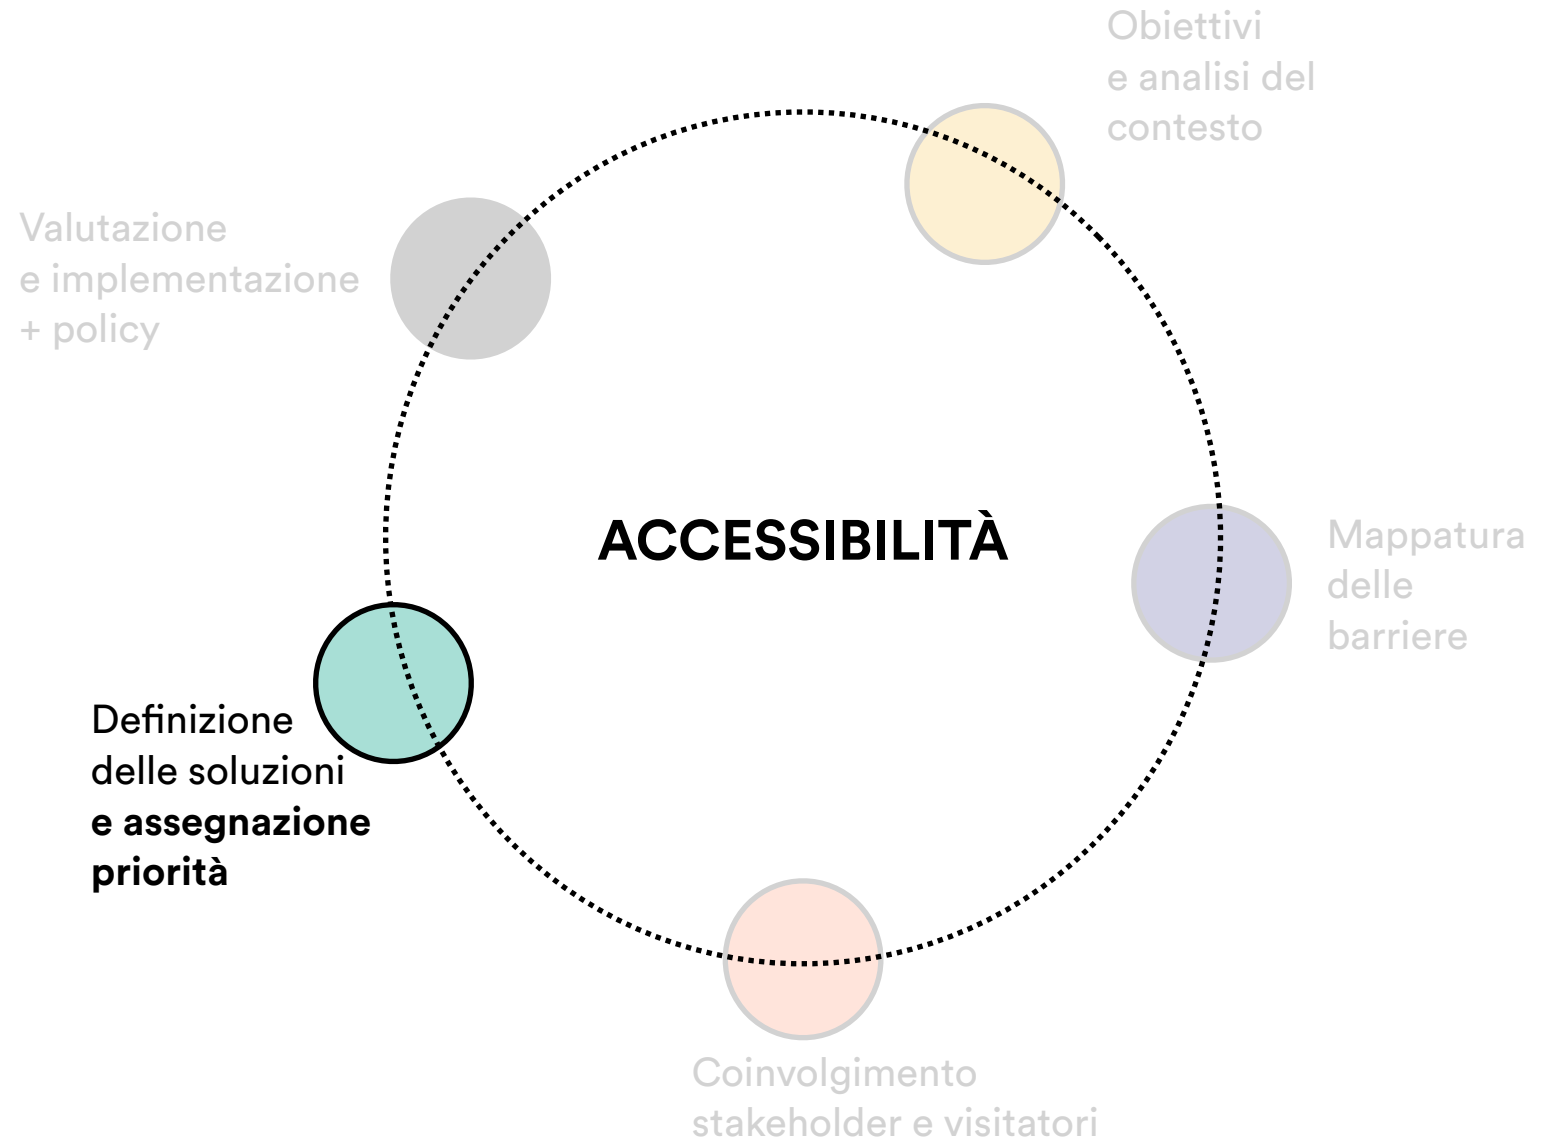 Obiettivi
e analisi del
contesto
Valutazione
e implementazione
+ policy
ACCESSIBILITÀ
Mappatura
delle
barriere
Definizione
delle soluzioni
e assegnazione
priorità
Coinvolgimento
stakeholder e visitatori